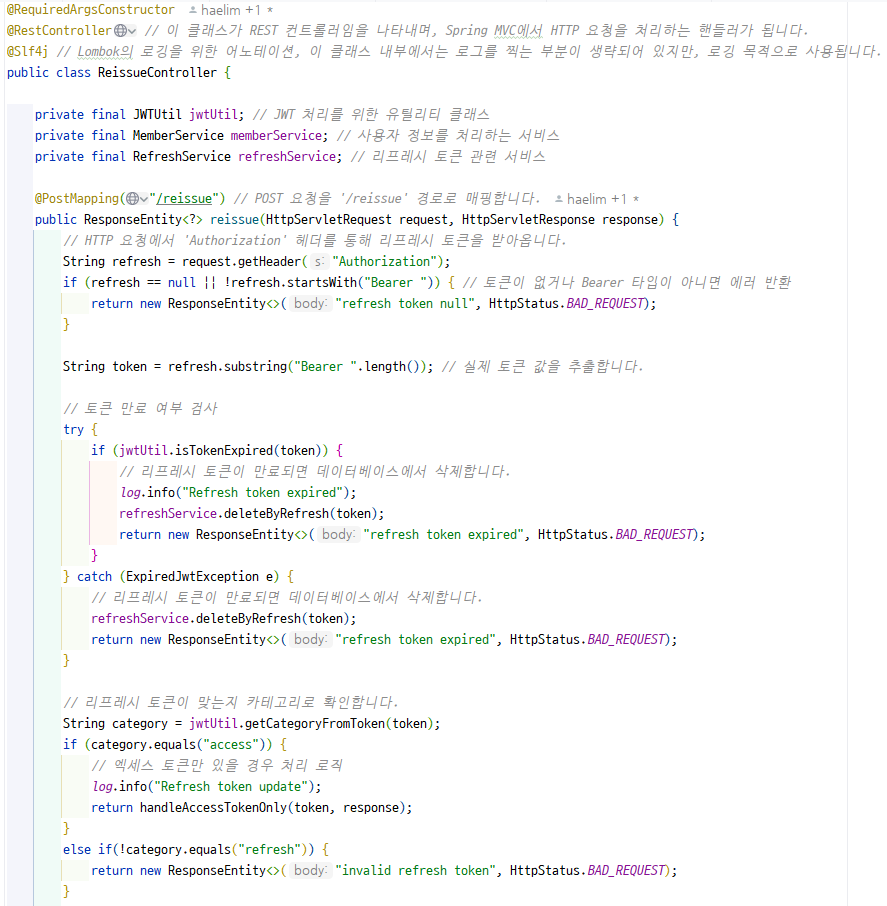 @RequiredArgsConstructor haelim +1 *
@RestController // 이 클래스가 REST 컨트롤러임을 나타내며, Spring MVC에서 HTTP 요청을 처리하는 핸들러가 됩니다.
@Slf4j // Lombok의 로깅을 위한 어노테이션, 이 클래스 내부에서는 로그를 찍는 부분이 생략되어 있지만, 로깅 목적으로 사용됩니다.
public class ReissueController {
private final JWTUtil jwtUtil; // JWT 처리를 위한 유틸리티 클래스
private final MemberService memberService; // 사용자 정보를 처리하는 서비스
private final RefreshService refreshService; // 리프레시 토큰 관련 서비스
@PostMapping("/reissue") // POST 요청을 '/reissue' 경로로 매핑합니다. haelim +1 *
public ResponseEntity<?> reissue(HttpServletRequest request, HttpServletResponse response) {
// HTTP 요청에서 'Authorization' 헤더를 통해 리프레시 토큰을 받아옵니다.
String refresh = request.getHeader( s: "Authorization");
if (refresh == null || !refresh.startsWith("Bearer ")) { // 토큰이 없거나 Bearer 타입이 아니면 에러 반환
return new ResponseEntity<>( body: "refresh token null", HttpStatus.BAD_REQUEST);
}
String token = refresh.substring("Bearer ".length()); // 실제 토큰 값을 추출합니다.
// 토큰 만료 여부 검사
try {
if (jwtUtil.isTokenExpired(token)) {
// 리프레시 토큰이 만료되면 데이터베이스에서 삭제합니다.
log.info("Refresh token expired");
refreshService.deleteByRefresh(token);
return new ResponseEntity<>( body: "refresh token expired", HttpStatus.BAD_REQUEST);
}
} catch (ExpiredJwtException e) {
// 리프레시 토큰이 만료되면 데이터베이스에서 삭제합니다.
refreshService.deleteByRefresh(token);
return new ResponseEntity<>( body: "refresh token expired", HttpStatus.BAD_REQUEST);
}
// 리프레시 토큰이 맞는지 카테고리로 확인합니다.
String category = jwtUtil.getCategoryFromToken(token);
if (category.equals("access")) {
// 엑세스 토큰만 있을 경우 처리 로직
log.info("Refresh token update");
return handleAccessTokenOnly(token, response);
}
else if(!category.equals("refresh")) {
return new ResponseEntity<>( body: "invalid refresh token", HttpStatus.BAD_REQUEST);
}